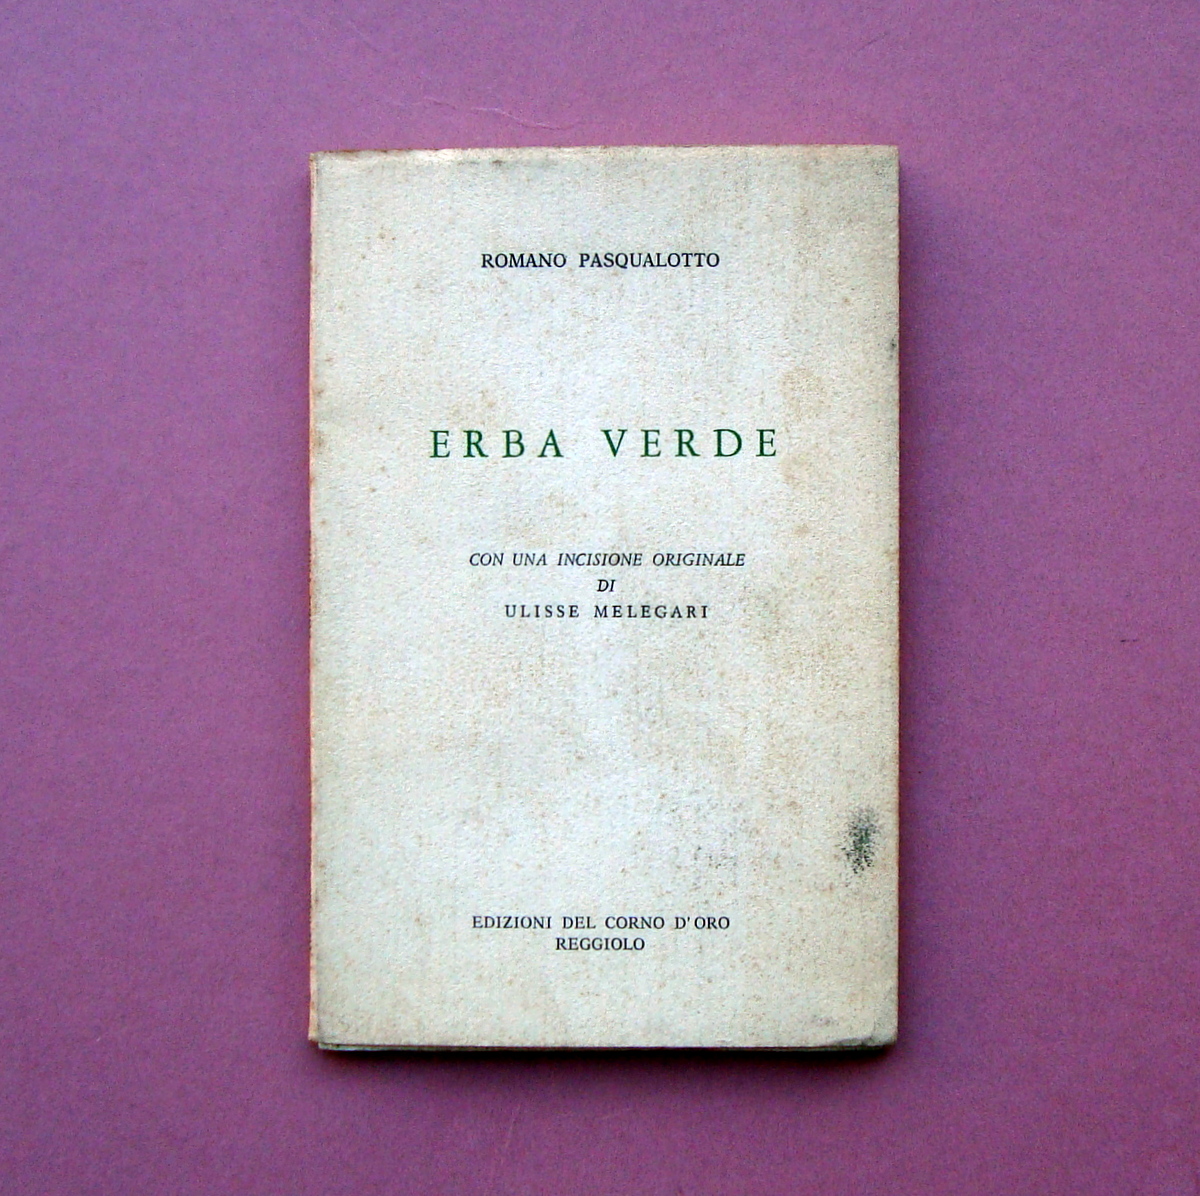 ROMANO PASQUALOTTO
ERBA VERDE
CON UNA INCISIONE ORIGINALE
DI
ULISSE MELEGARI
EDIZIONI DEL CORNO D'ORO
REGGIOLO